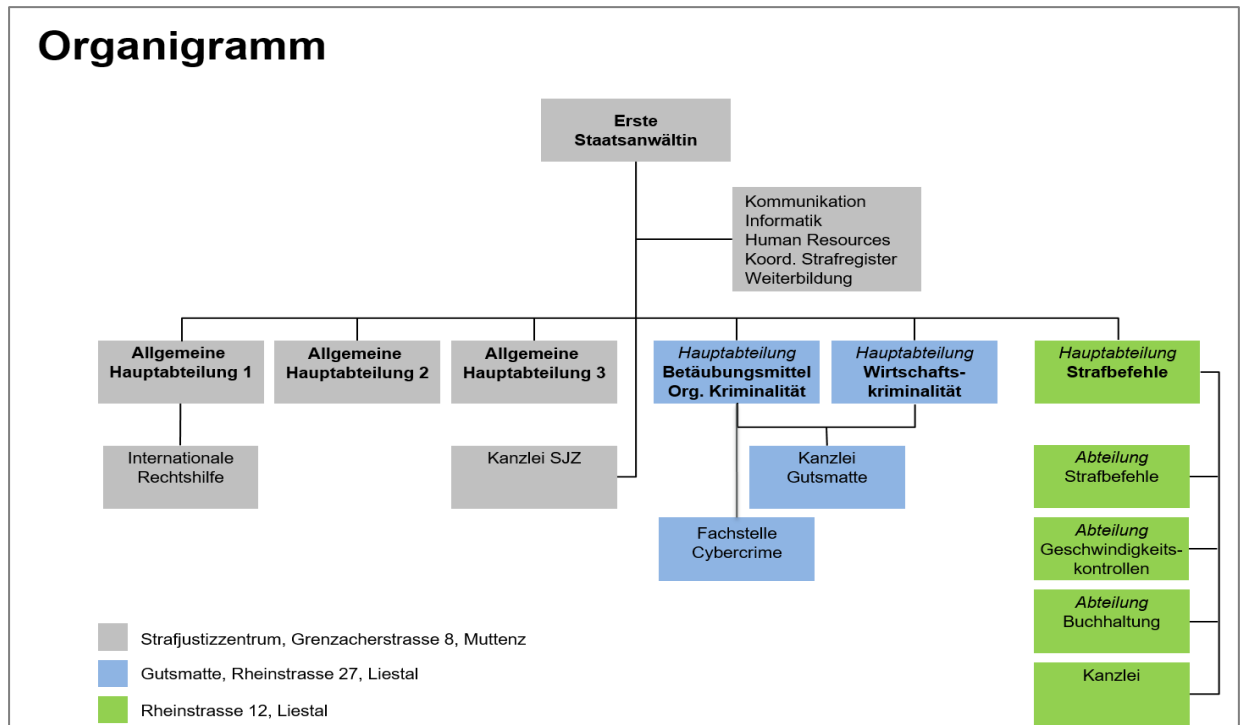 Organigramm
Erste
Staatsanwältin
Kommunikation
Informatik
Human Resources
Koord. Strafregister
Weiterbildung
Allgemeine
Hauptabteilung 1
Allgemeine
Hauptabteilung 2
Allgemeine
Hauptabteilung 3
Hauptabteilung
Betäubungsmittel
Org. Kriminalität
Hauptabteilung
Wirtschafts-
kriminalität
Hauptabteilung
Strafbefehle
Internationale
Rechtshilfe
Kanzlei SJZ
Kanzlei
Gutsmatte
Fachstelle
Cybercrime
Abteilung
Strafbefehle
Abteilung
Geschwindigkeits-
kontrollen
Abteilung
Buchhaltung
Kanzlei
Strafjustizzentrum, Grenzacherstrasse 8, Muttenz
Gutsmatte, Rheinstrasse 27, Liestal
Rheinstrasse 12, Liestal